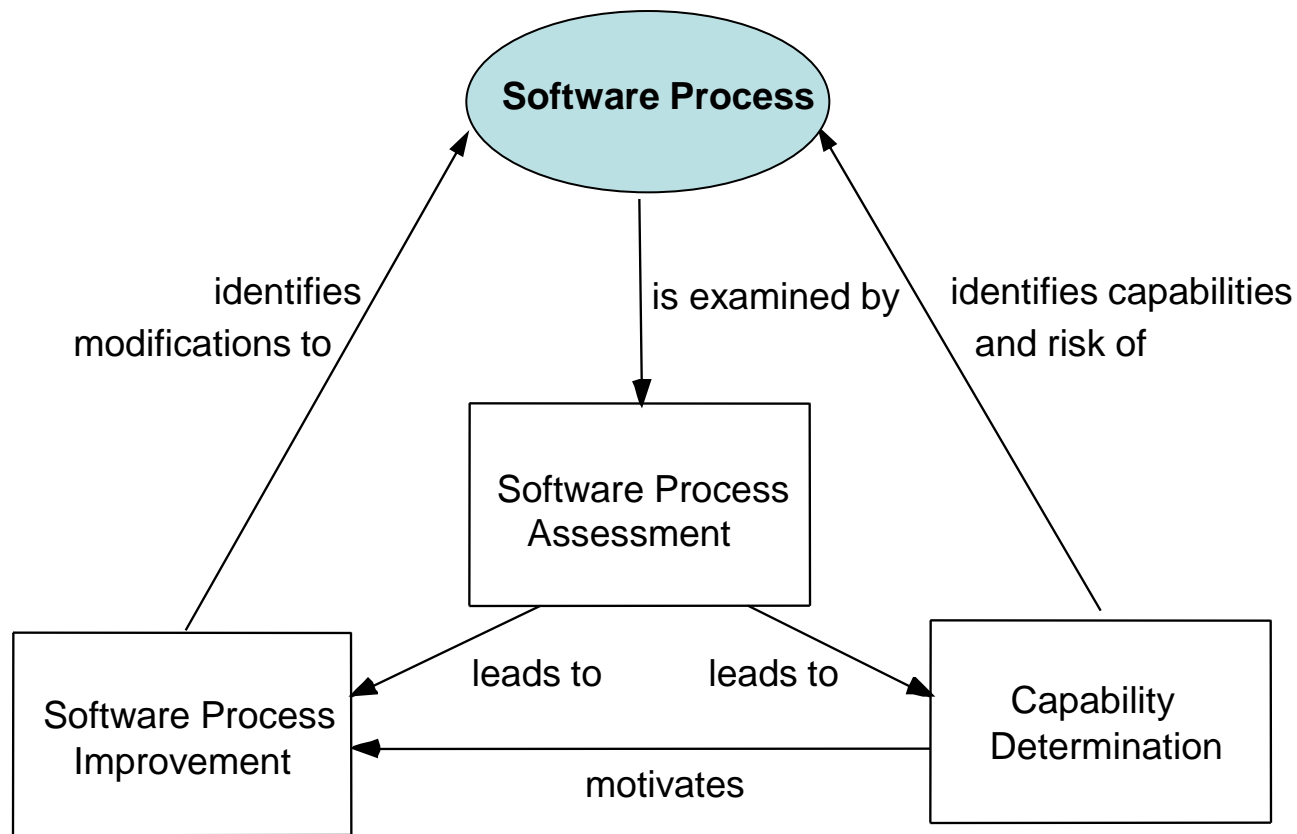 Software Process
identifies
modifications to
is examined by
identifies capabilities
and risk of
Software Process
Assessment
leads to
leads to
Software Process
Improvement
Capability
Determination
motivates